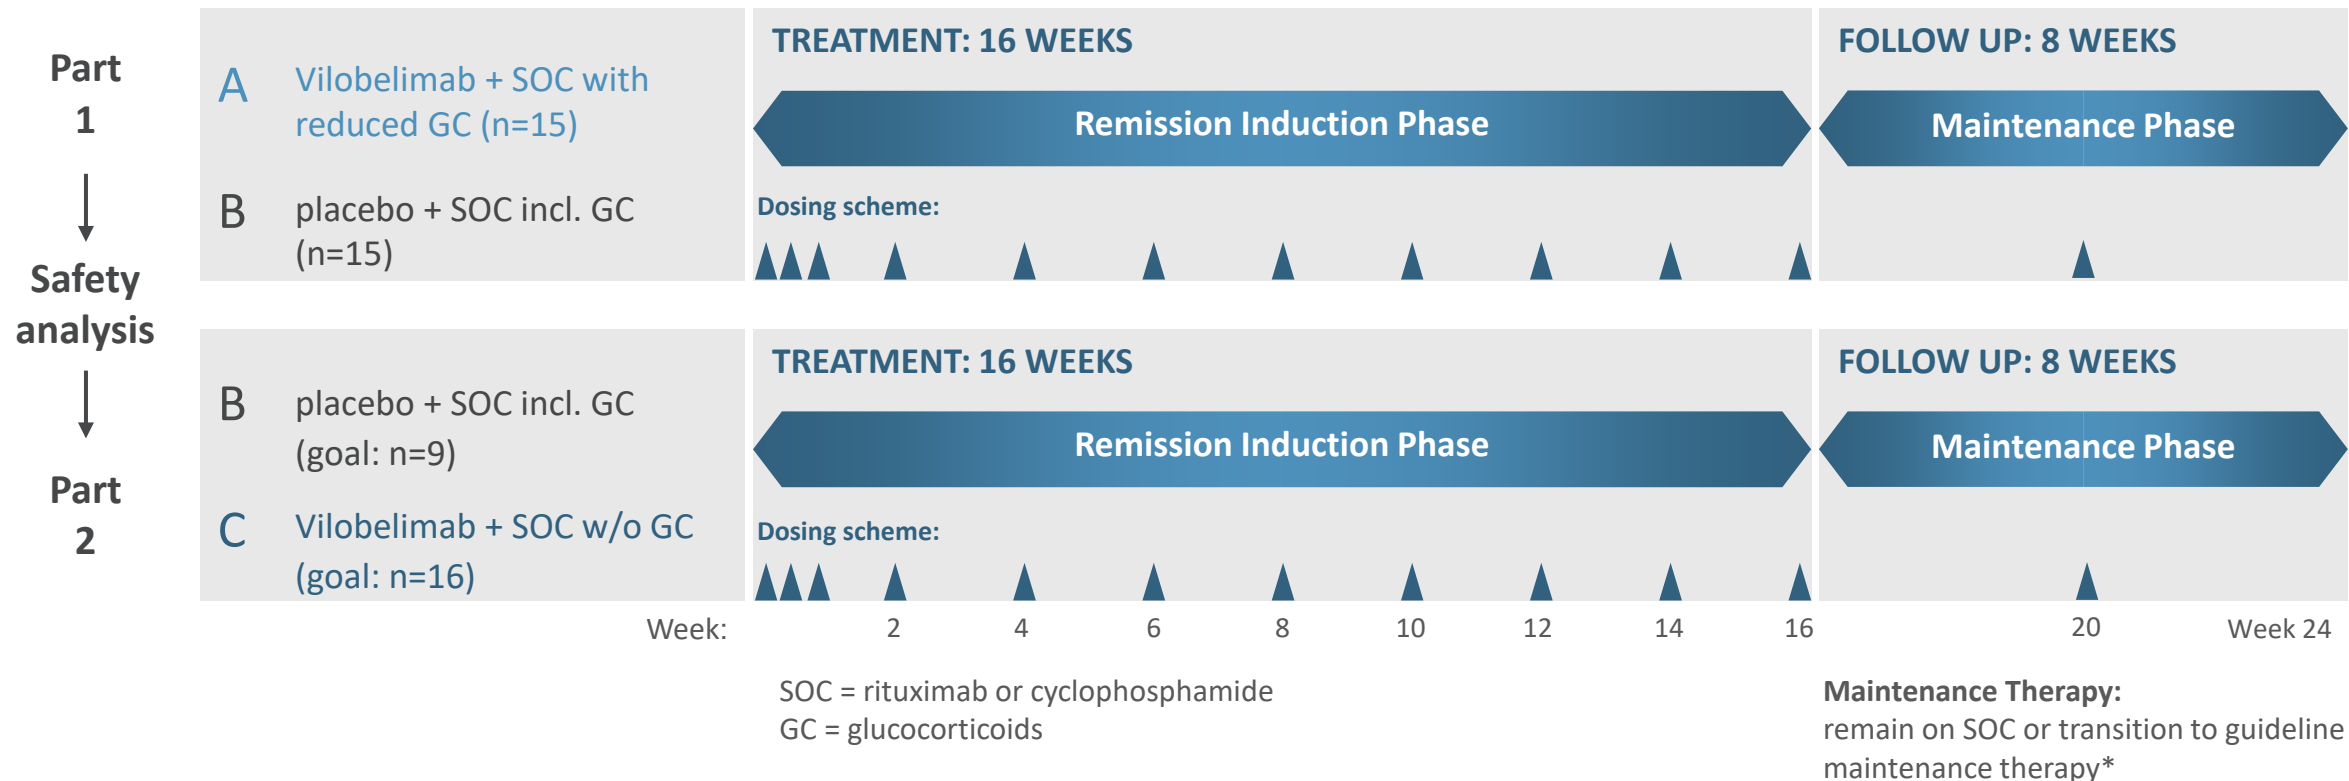 Part
1
Safety
analysis
Part
2
A
Vilobelimab + SOC with
reduced GC (n=15)
B
placebo + SOC incl. GC
(n=15)
TREATMENT: 16 WEEKS
Remission Induction Phase
Dosing scheme:
FOLLOW UP: 8 WEEKS
Maintenance Phase
B
placebo + SOC incl. GC
(goal: n=9)
C
Vilobelimab + SOC w/o GC
(goal: n=16)
TREATMENT: 16 WEEKS
Remission Induction Phase
Dosing scheme:
FOLLOW UP: 8 WEEKS
Maintenance Phase
Week: 2 4 6 8 10 12 14 16 20 Week 24
SOC = rituximab or cyclophosphamide
GC = glucocorticoids
Maintenance Therapy:
remain on SOC or transition to guideline
maintenance therapy*